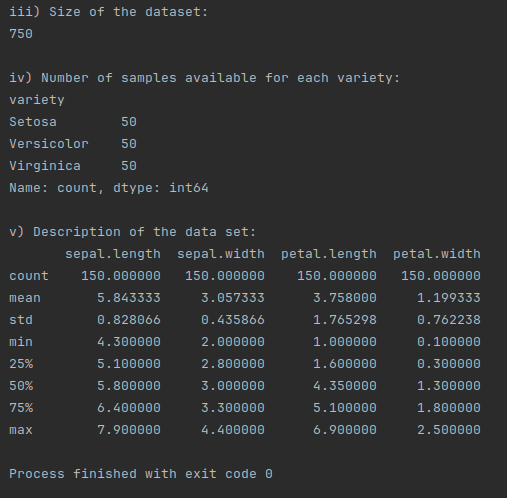 iii) Size of the dataset:
750
iv) Number of samples available for each variety:
variety
Setosa        50
Versicolor    50
Virginica     50
Name: count, dtype: int64
v) Description of the data set:
       sepal.length  sepal.width  petal.length  petal.width
count    150.000000   150.000000    150.000000   150.000000
mean       5.843333     3.057333      3.758000     1.199333
std        0.828066     0.435866      1.765298     0.762238
min        4.300000     2.000000      1.000000     0.100000
25%        5.100000     2.800000      1.600000     0.300000
50%        5.800000     3.000000      4.350000     1.300000
75%        6.400000     3.300000      5.100000     1.800000
max        7.900000     4.400000      6.900000     2.500000
Process finished with exit code 0